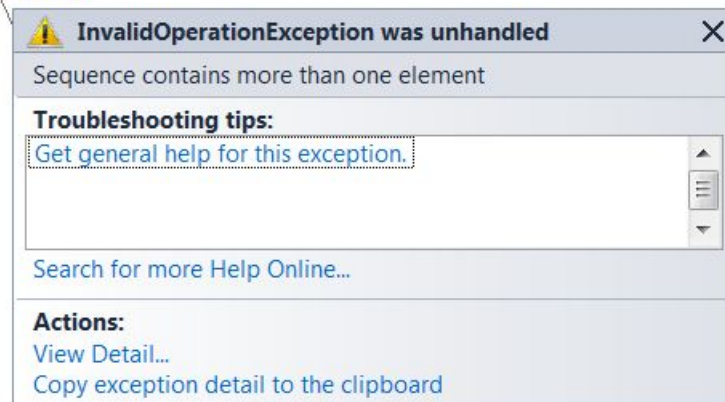 InvalidOperationException was unhandled
Sequence contains more than one element
Troubleshooting tips:
Get general help for this exception.
Search for more Help Online...
Actions:
View Detail...
Copy exception detail to the clipboard